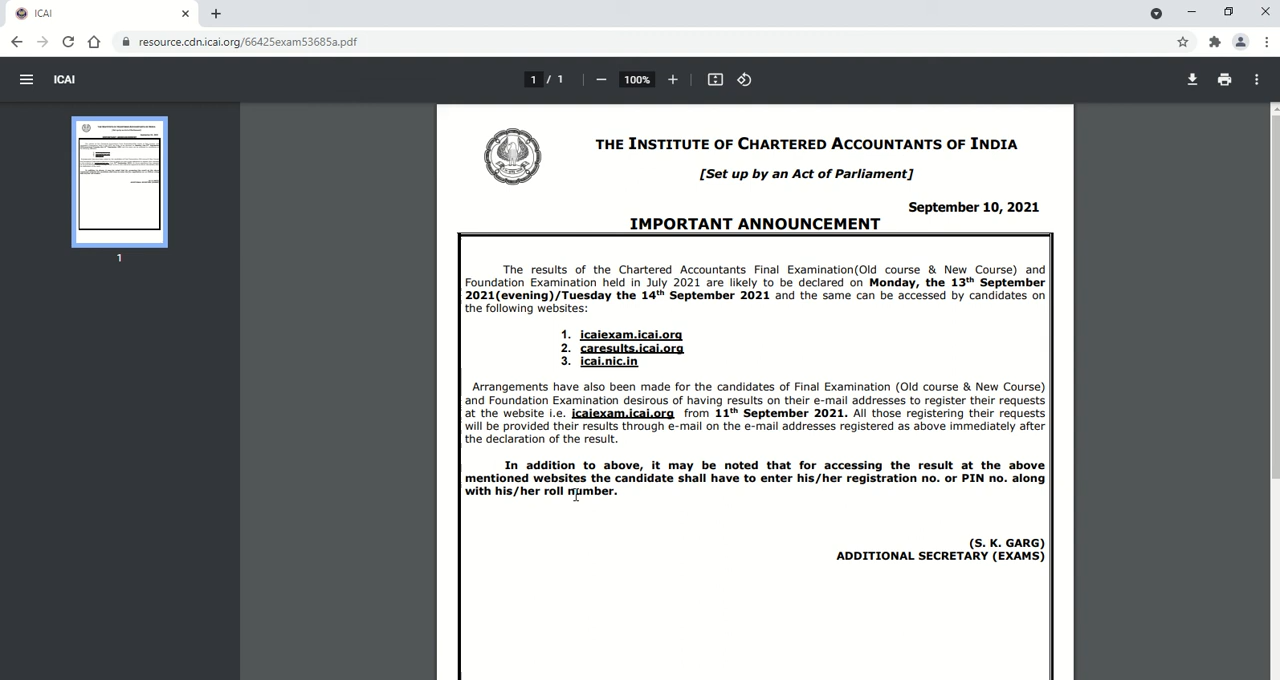 ICAI
resource.cdn.icai.org/66425exam53685a.pdf
ICAI
1 / 1
100%
1
THE INSTITUTE OF CHARTERED ACCOUNTANTS OF INDIA
[Set up by an Act of Parliament]
September 10, 2021
IMPORTANT ANNOUNCEMENT
The results of the Chartered Accountants Final Examination(Old course & New Course) and
Foundation Examination held in July 2021 are likely to be declared on Monday, the 13th September
2021(evening)/Tuesday the 14th September 2021 and the same can be accessed by candidates on
the following websites:
1. icaiexam.icai.org
2. caresults.icai.org
3. icai.nic.in
Arrangements have also been made for the candidates of Final Examination (Old course & New Course)
and Foundation Examination desirous of having results on their e-mail addresses to register their requests
at the website i.e. icaiexam.icai.org from 11th September 2021. All those registering their requests
will be provided their results through e-mail on the e-mail addresses registered as above immediately after
the declaration of the result.
In addition to above, it may be noted that for accessing the result at the above
mentioned websites the candidate shall have to enter his/her registration no. or PIN no. along
with his/her roll number.
(S. K. GARG)
ADDITIONAL SECRETARY (EXAMS)